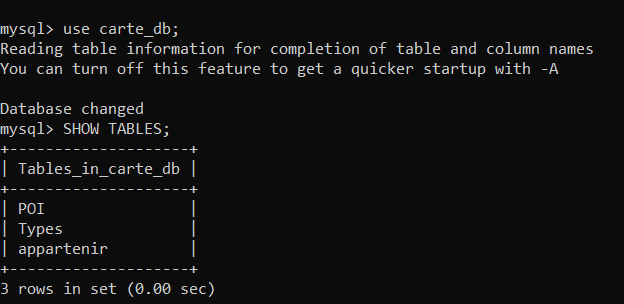 mysql> use carte_db;
Reading table information for completion of table and column names
You can turn off this feature to get a quicker startup with -A
Database changed
mysql> SHOW TABLES;
+--------------------+
| Tables_in_carte_db |
+--------------------+
| POI                |
| Types              |
| appartenir         |
+--------------------+
3 rows in set (0.00 sec)